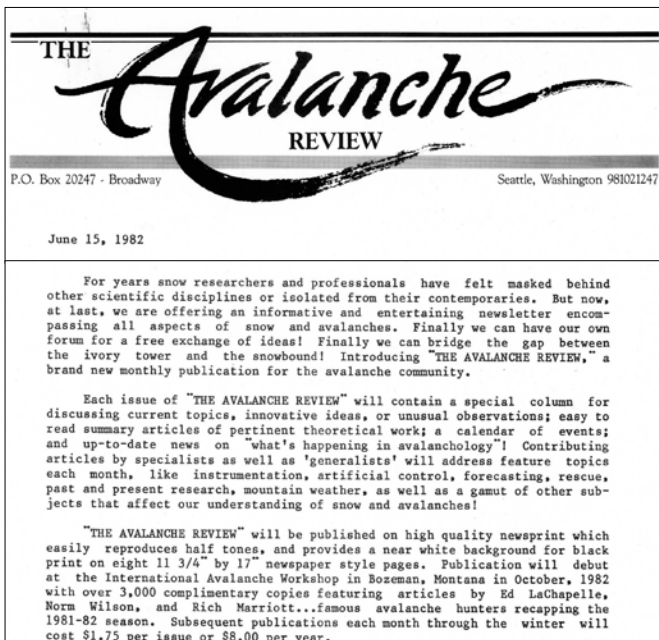 THE
Avalanche
REVIEW
P.O. Box 20247 - Broadway
Seattle, Washington 981021247
June 15, 1982
For years snow researchers and professionals have felt masked behind
other scientific disciplines or isolated from their contemporaries. But now,
at last, we are offering an informative and entertaining newsletter encom-
passing all aspects of snow and avalanches. Finally we can have our own
forum for a free exchange of ideas! Finally we can bridge the gap between
the ivory tower and the snowbound! Introducing "THE AVALANCHE REVIEW," a
brand new monthly publication for the avalanche community.
Each issue of "THE AVALANCHE REVIEW" will contain a special column for
discussing current topics, innovative ideas, or unusual observations; easy to
read summary articles of pertinent theoretical work; a calendar of events;
and up-to-date news on "what's happening in avalanchology"! Contributing
articles by specialists as well as 'generalists' will address feature topics
each month, like instrumentation, artificial control, forecasting, rescue,
past and present research, mountain weather, as well as a gamut of other sub-
jects that affect our understanding of snow and avalanches!
"THE AVALANCHE REVIEW" will be published on high quality newsprint which
easily reproduces half tones, and provides a near white background for black
print on eight 11 3/4" by 17" newspaper style pages. Publication will debut
at the International Avalanche Workshop in Bozeman, Montana in October, 1982
with over 3,000 complimentary copies featuring articles by Ed LaChapelle,
Norm Wilson, and Rich Marriott...famous avalanche hunters recapping the
1981-82 season. Subsequent publications each month through the winter will
cost $1.75 per issue or $8.00 per year.